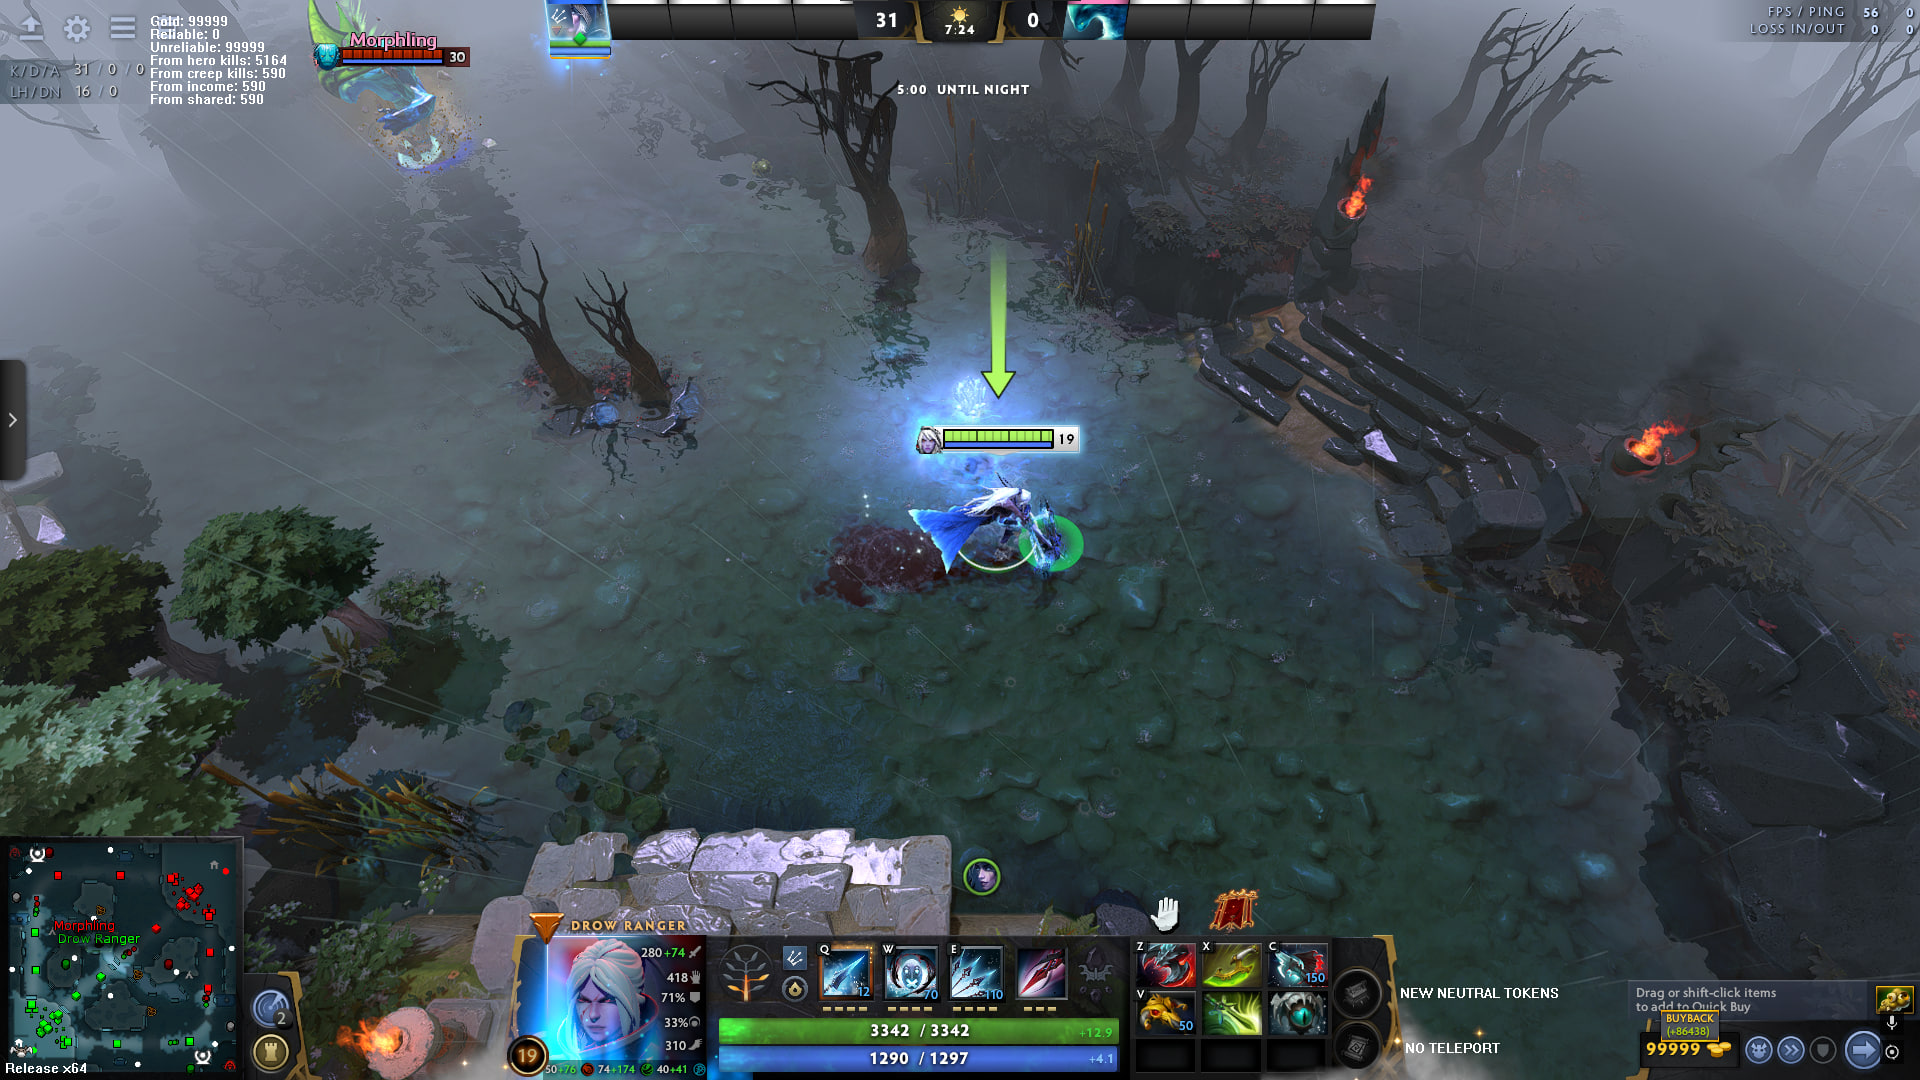 Gold: 99999
Reliable: 0
Unreliable: 99999
From hero kills: 5164
From creep kills: 590
From income: 590
From shared: 590
K/D/A 31 / 0 / 0
LH/DN 16 / 0
Morphling
30
31
7:24
0
5:00 UNTIL NIGHT
FPS / PING 56 0
LOSS IN/OUT 0 0
19
Morphling
Drow Ranger
Release x64
2
DROW RANGER
280+74
418
71%
33%
310
19
50+76 74+174 40+41
Q
12
W
70
E
110
3342 / 3342
+12.9
1290 / 1297
+4.1
Z
X
C
150
V
50
NEW NEUTRAL TOKENS
NO TELEPORT
Drag or shift-click items
to add to Quick Buy
BUYBACK
(+86438)
99999